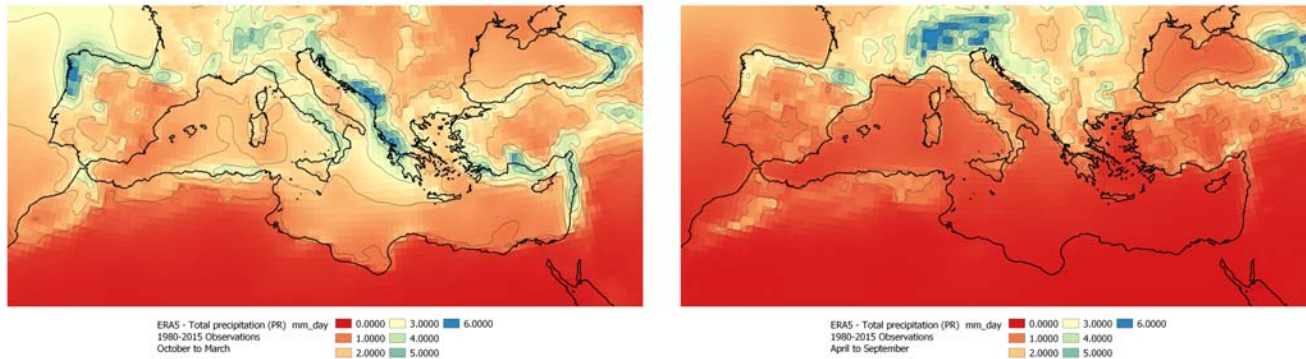 ERA5 - Total precipitation (PR) mm_day
1980-2015 Observations
October to March
0.0000 3.0000 6.0000
1.0000 4.0000
2.0000 5.0000
ERA5 - Total precipitation (PR) mm_day
1980-2015 Observations
April to September
0.0000 3.0000 6.0000
1.0000 4.0000
2.0000 5.0000